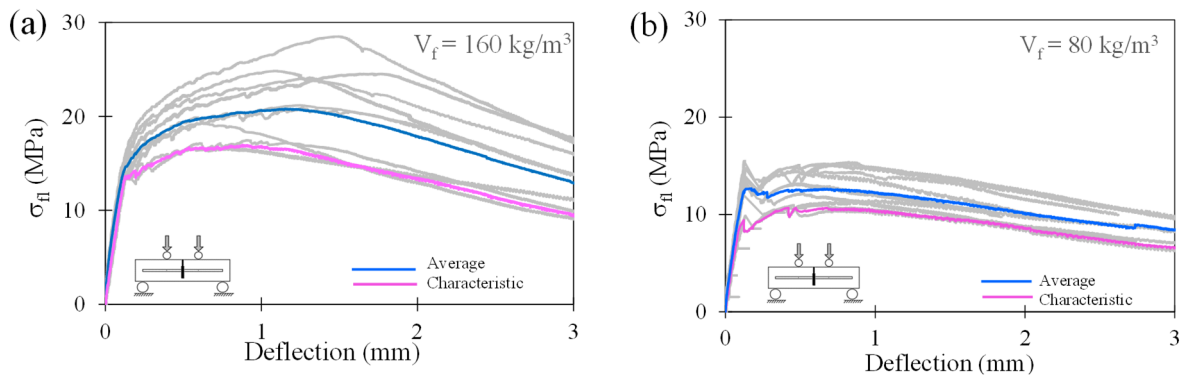 (a)
30
V_f = 160 kg/m³
20
σ_fl (MPa)
10
Average
Characteristic
0
0 1 2 3
Deflection (mm)
(b)
30
V_f = 80 kg/m³
20
σ_fl (MPa)
10
Average
Characteristic
0
0 1 2 3
Deflection (mm)